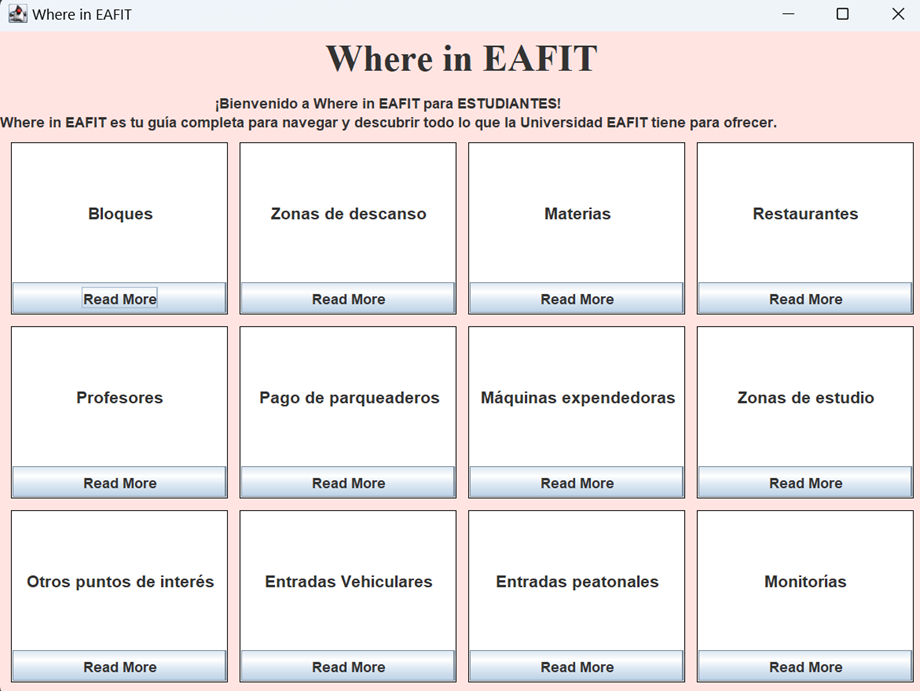 Where in EAFIT
Where in EAFIT
¡Bienvenido a Where in EAFIT para ESTUDIANTES!
Where in EAFIT es tu guía completa para navegar y descubrir todo lo que la Universidad EAFIT tiene para ofrecer.
Bloques
Zonas de descanso
Materias
Restaurantes
Read More
Read More
Read More
Read More
Profesores
Pago de parqueaderos
Máquinas expendedoras
Zonas de estudio
Read More
Read More
Read More
Read More
Otros puntos de interés
Entradas Vehiculares
Entradas peatonales
Monitorías
Read More
Read More
Read More
Read More